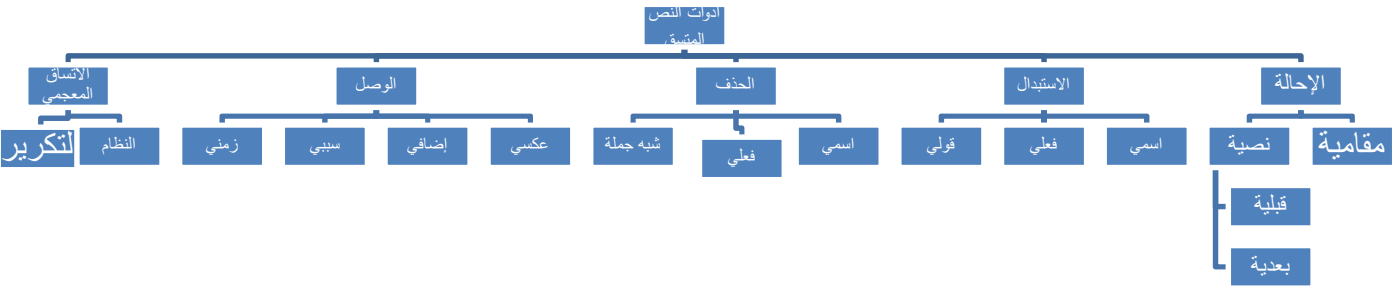 ادوات النص
المتسق
الإحالة
الاستبدال
الحذف
الوصل
الاتساق
المعجمي
مقامية
نصية
اسمي
فعلي
قولي
اسمي
فعلي
شبه جملة
عكسي
إضافي
سببي
زمني
النظام
لتكرير
قبلية
بعدية